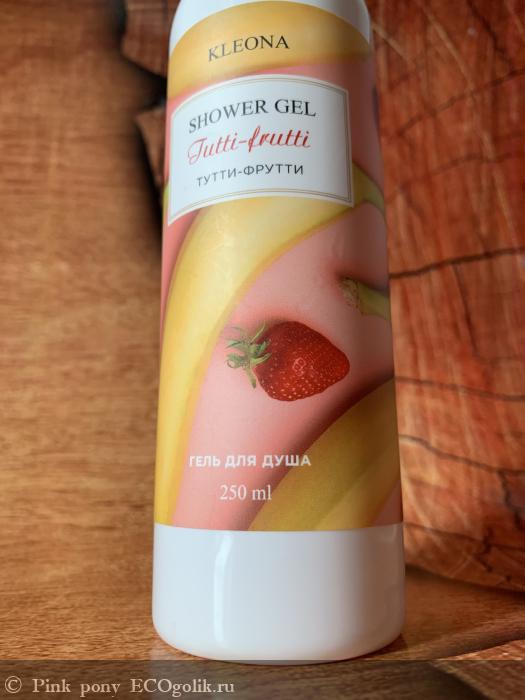 KLEONA
SHOWER GEL
Tutti-frutti
ТУТТИ-ФРУТТИ
ГЕЛЬ ДЛЯ ДУША
250 ml
© Pink pony ECOgolik.ru